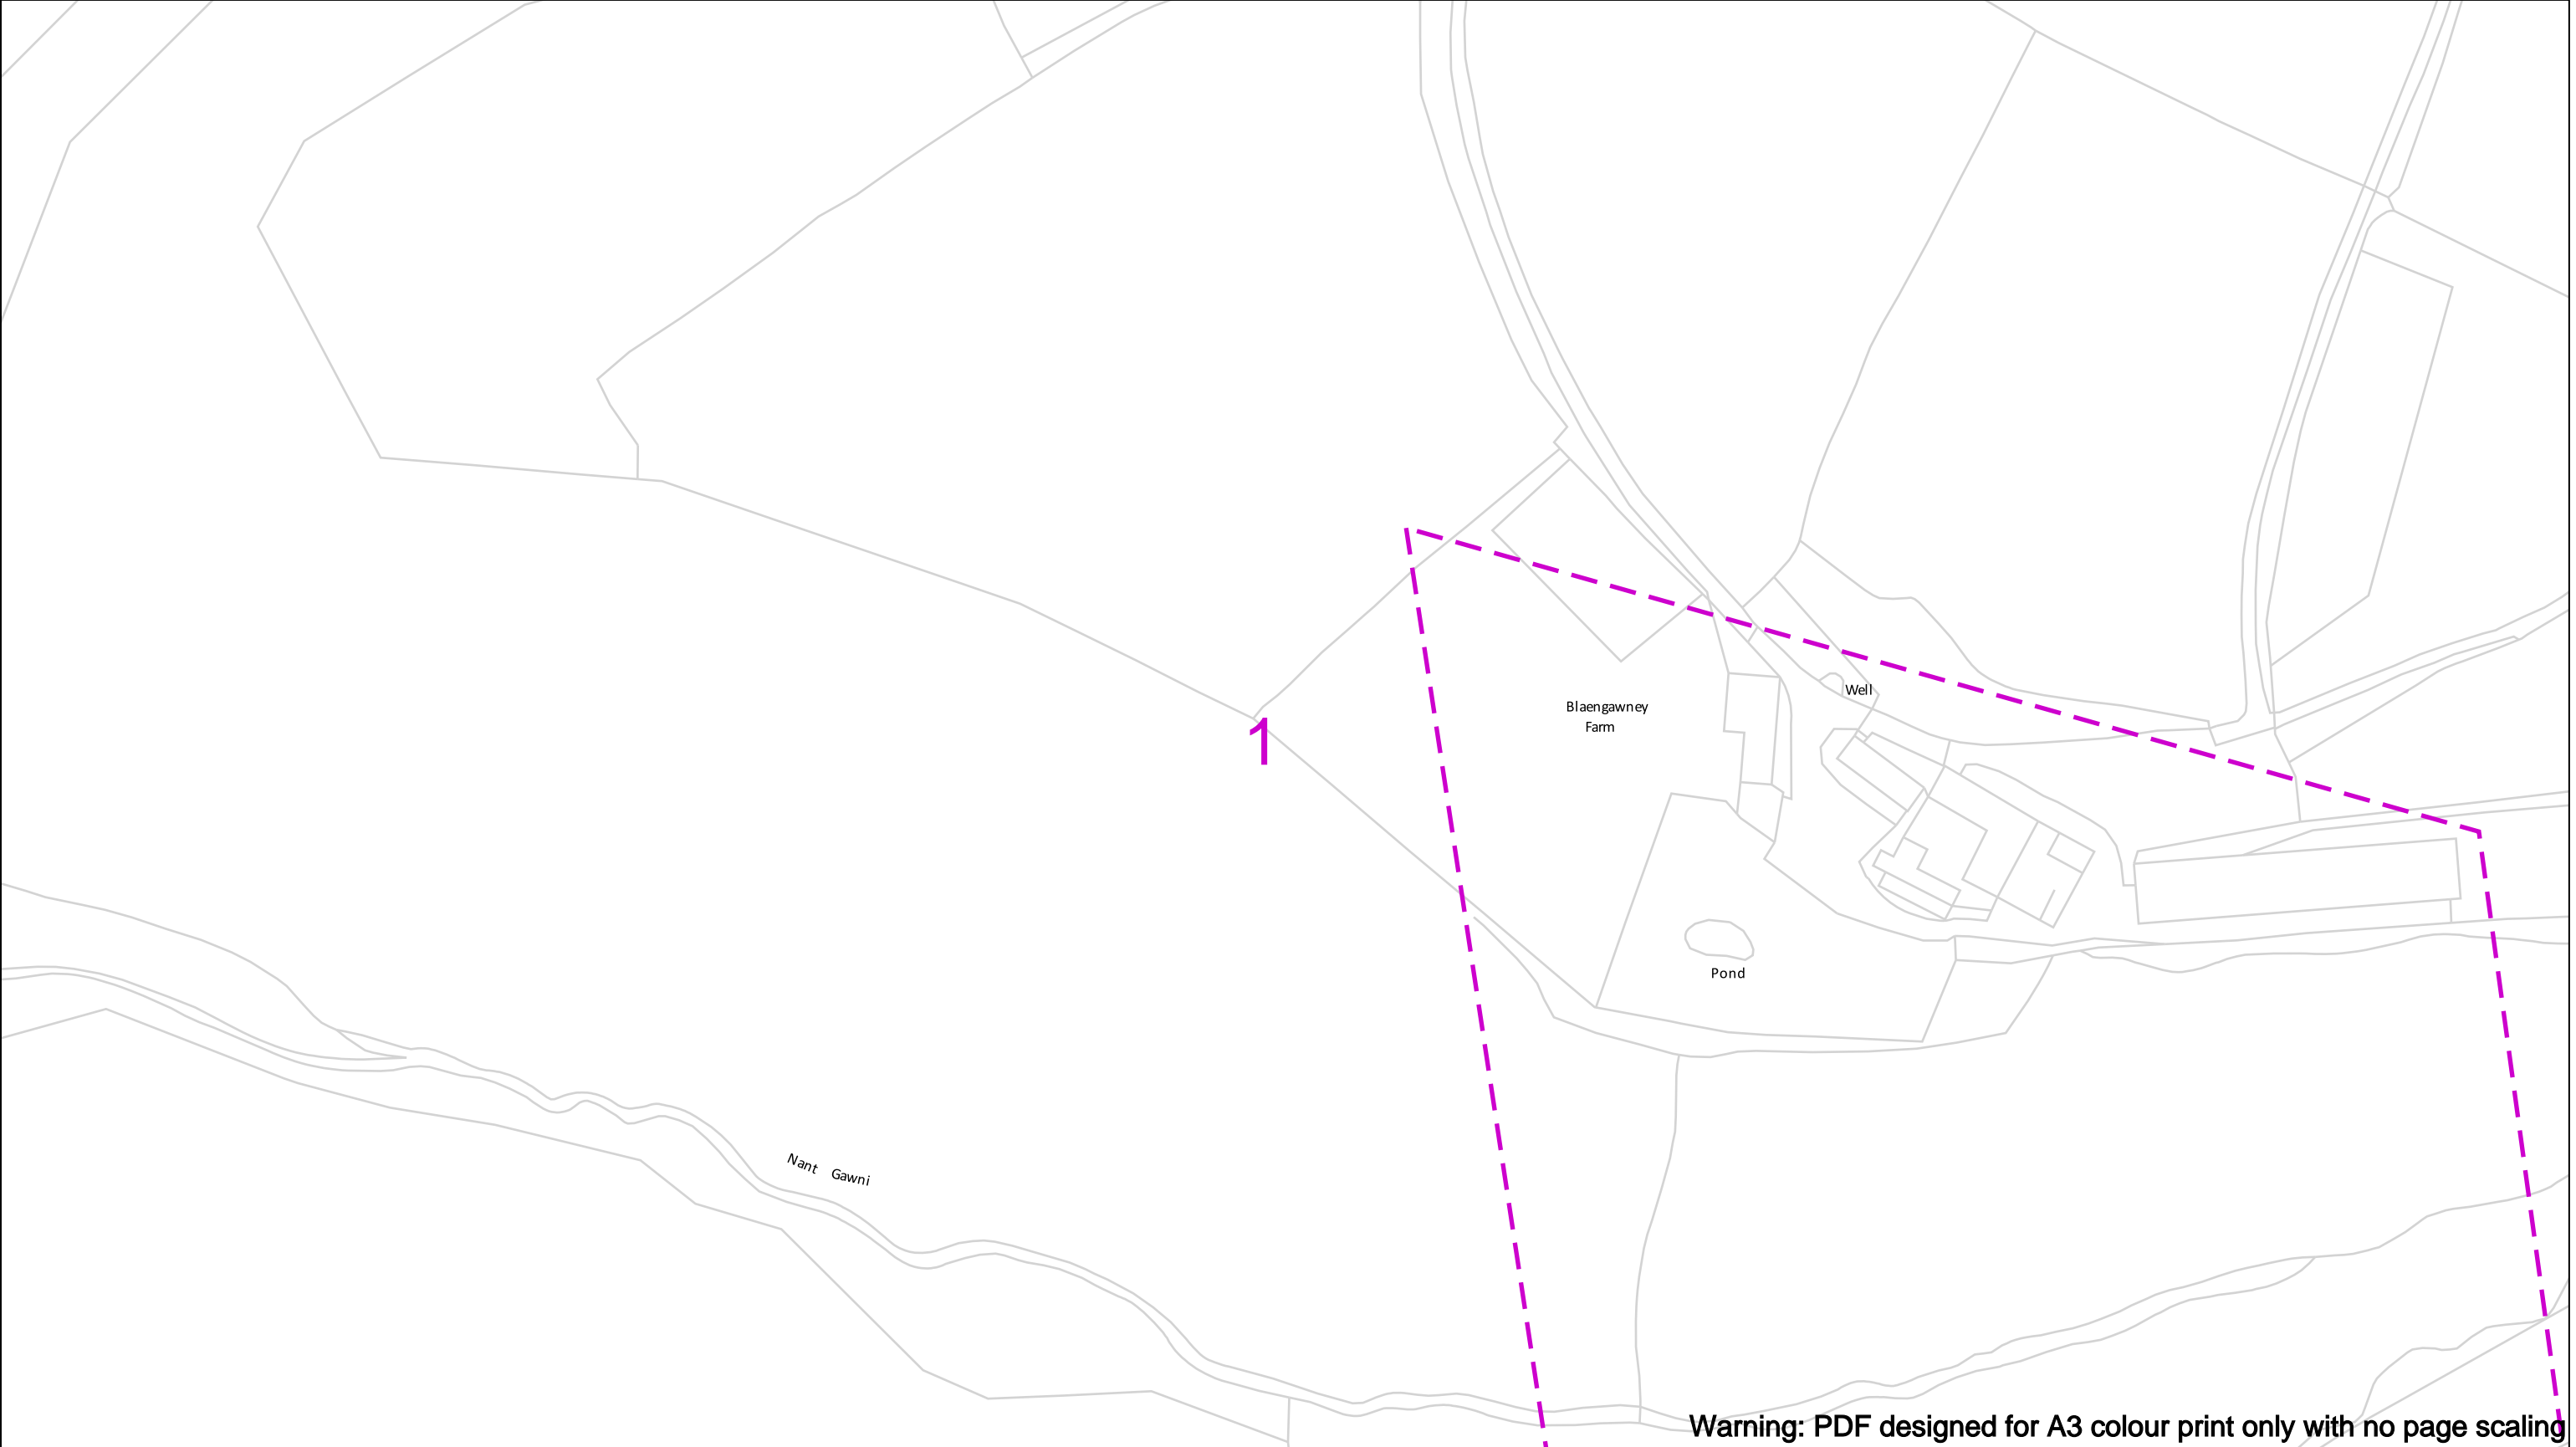 Well
Blaengawney
Farm
1
Pond
Nant Gawni
Warning: PDF designed for A3 colour print only with no page scaling